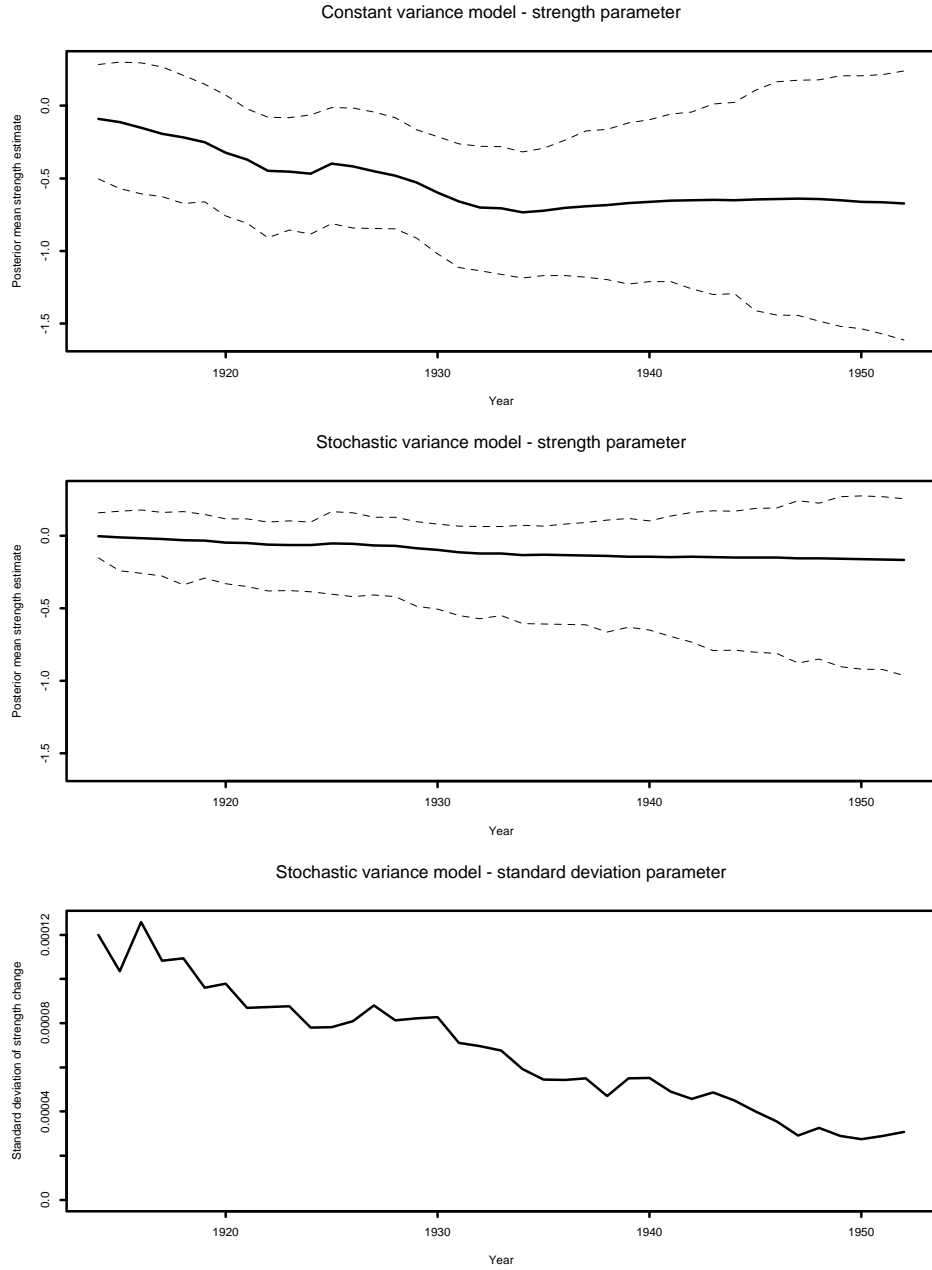 Constant variance model - strength parameter
Posterior mean strength estimate
0.0
-0.5
-1.0
-1.5
1920 1930 1940 1950
Year
Stochastic variance model - strength parameter
Posterior mean strength estimate
0.0
-0.5
-1.0
-1.5
1920 1930 1940 1950
Year
Stochastic variance model - standard deviation parameter
Standard deviation of strength change
0.00012
0.00008
0.00004
0.0
1920 1930 1940 1950
Year